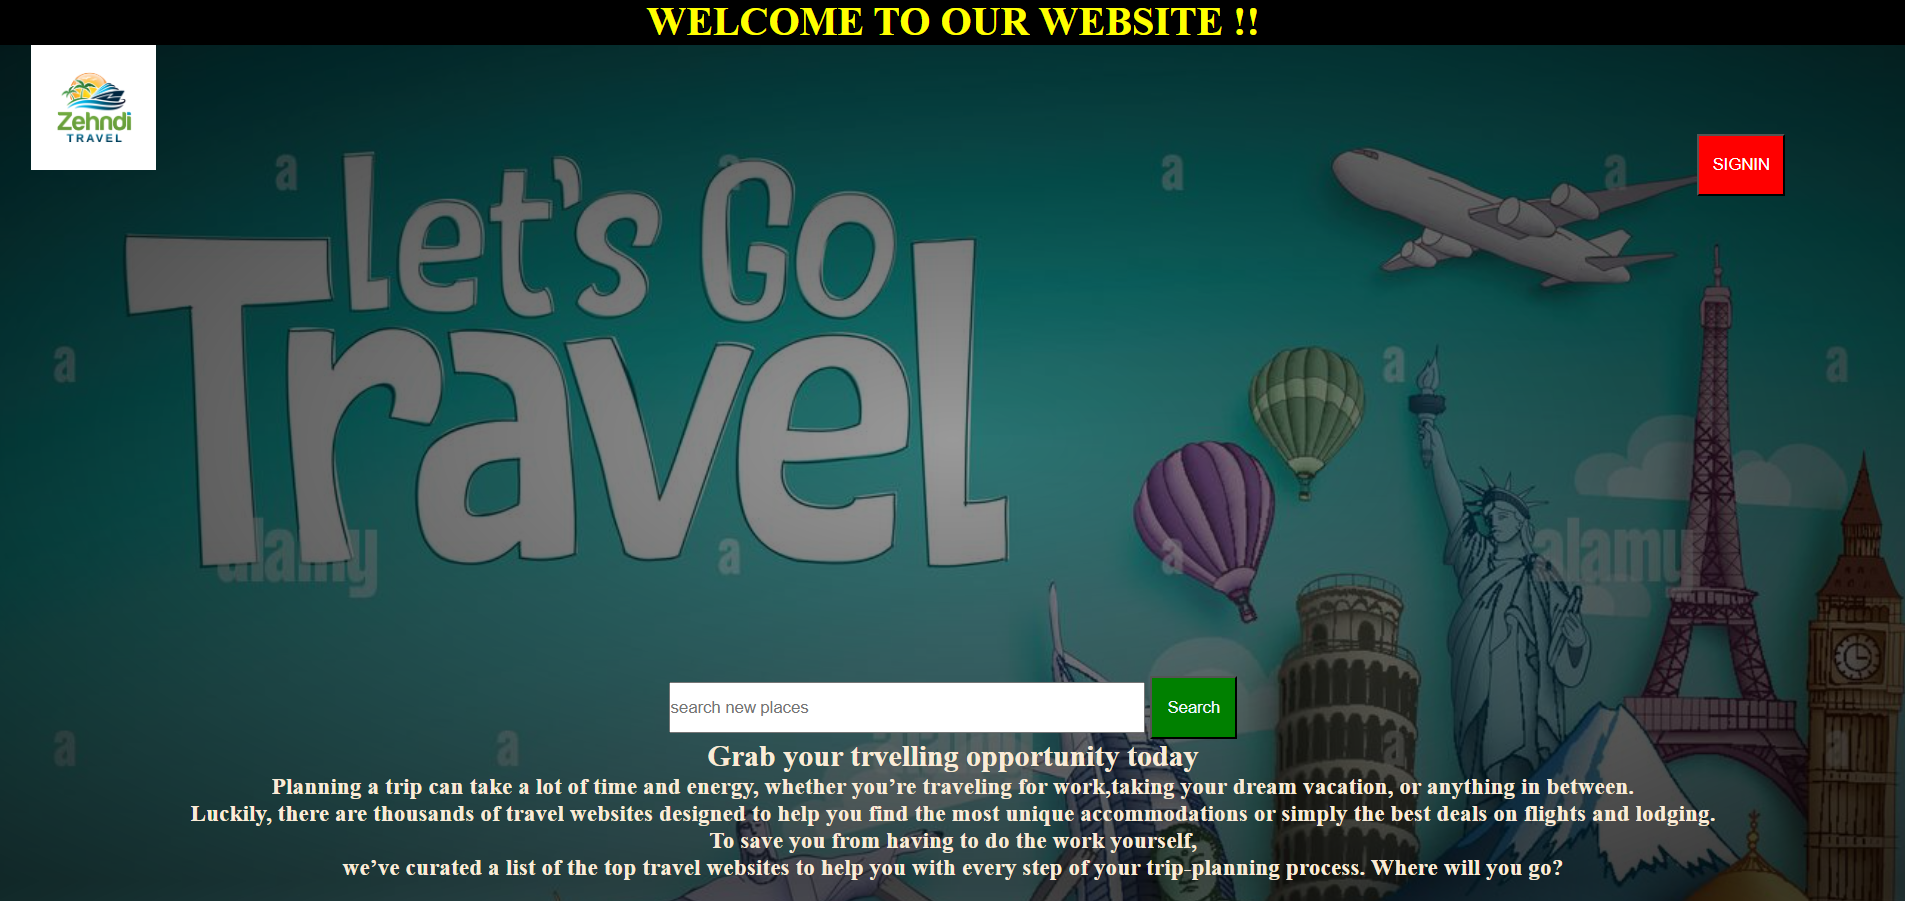 WELCOME TO OUR WEBSITE !!
Zehndi
TRAVEL
SIGNIN
a a a a
Let's Go
Travel
a a a
alamy a a alamy
search new places
Search
a a alamy a a
Grab your trvelling opportunity today
Planning a trip can take a lot of time and energy, whether you’re traveling for work,taking your dream vacation, or anything in between.
Luckily, there are thousands of travel websites designed to help you find the most unique accommodations or simply the best deals on flights and lodging.
To save you from having to do the work yourself,
we’ve curated a list of the top travel websites to help you with every step of your trip-planning process. Where will you go?